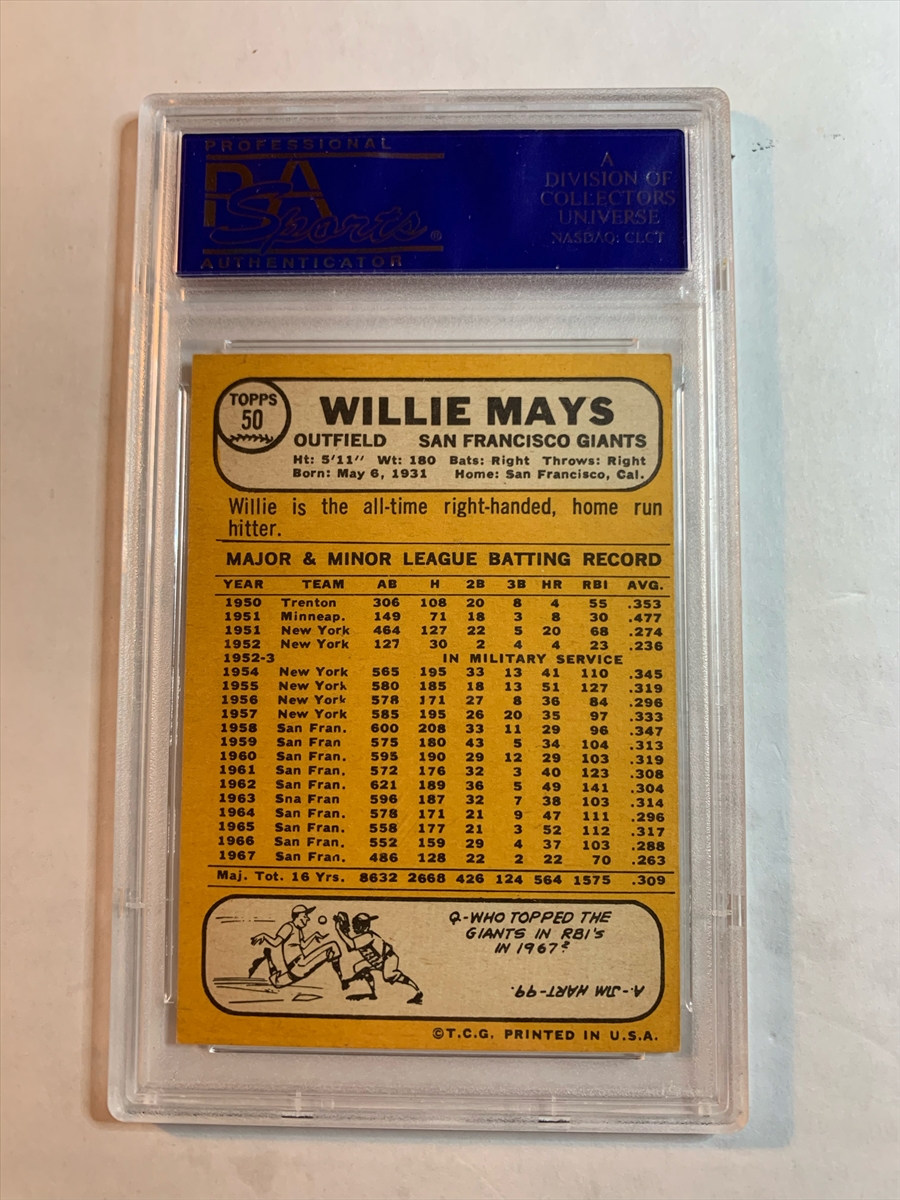 PROFESSIONAL
PSA
Sports®
AUTHENTICATOR
A
DIVISION OF
COLLECTORS
UNIVERSE
NASDAQ: CLCT
TOPPS
50
WILLIE MAYS
OUTFIELD SAN FRANCISCO GIANTS
Ht: 5'11" Wt: 180 Bats: Right Throws: Right
Born: May 6, 1931 Home: San Francisco, Cal.
Willie is the all-time right-handed, home run
hitter.
MAJOR & MINOR LEAGUE BATTING RECORD
YEAR TEAM AB H 2B 3B HR RBI AVG.
1950 Trenton 306 108 20 8 4 55 .353
1951 Minneap. 149 71 18 3 8 30 .477
1951 New York 464 127 22 5 20 68 .274
1952 New York 127 30 2 4 4 23 .236
1952-3 IN MILITARY SERVICE
1954 New York 565 195 33 13 41 110 .345
1955 New York 580 185 18 13 51 127 .319
1956 New York 578 171 27 8 36 84 .296
1957 New York 585 195 26 20 35 97 .333
1958 San Fran. 600 208 33 11 29 96 .347
1959 San Fran 575 180 43 5 34 104 .313
1960 San Fran. 595 190 29 12 29 103 .319
1961 San Fran. 572 176 32 3 40 123 .308
1962 San Fran. 621 189 36 5 49 141 .304
1963 Sna Fran 596 187 32 7 38 103 .314
1964 San Fran. 578 171 21 9 47 111 .296
1965 San Fran. 558 177 21 3 52 112 .317
1966 San Fran. 552 159 29 4 37 103 .288
1967 San Fran. 486 128 22 2 22 70 .263
Maj. Tot. 16 Yrs. 8632 2668 426 124 564 1575 .309
Q-WHO TOPPED THE
GIANTS IN RBI'S
IN 1967?
A.-JIM HART-99.
©T.C.G. PRINTED IN U.S.A.